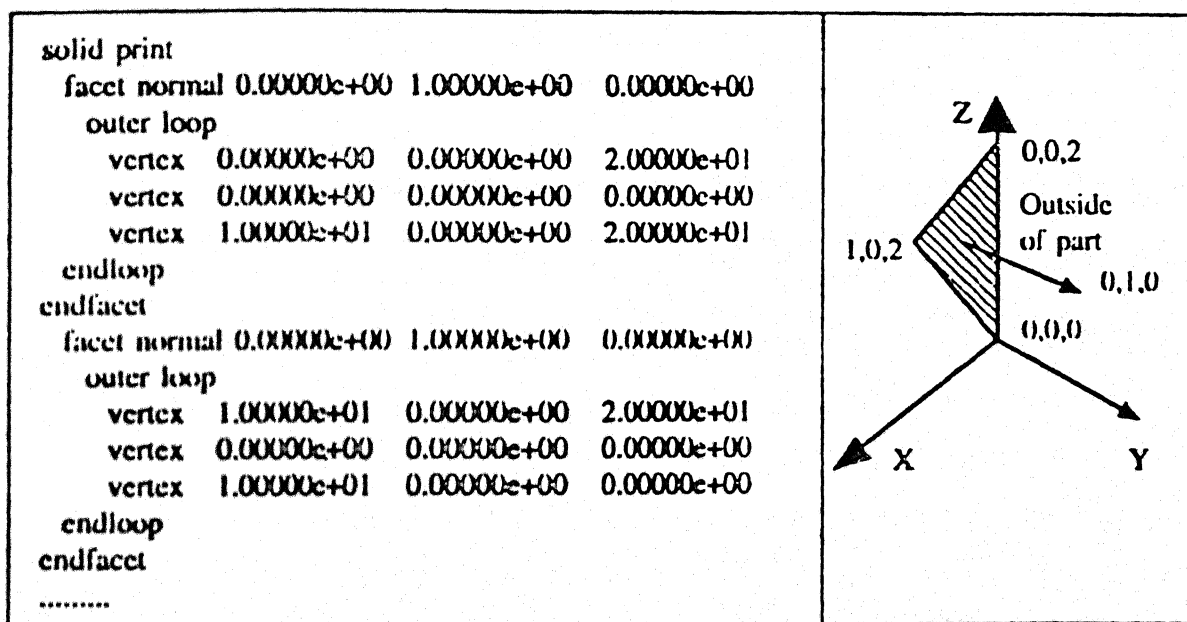 solid print
facet normal 0.00000e+00 1.00000e+00 0.00000e+00
outer loop
vertex 0.00000e+00 0.00000e+00 2.00000e+01
vertex 0.00000e+00 0.00000e+00 0.00000e+00
vertex 1.00000e+01 0.00000e+00 2.00000e+01
endloop
endfacet
facet normal 0.00000e+00 1.00000e+00 0.00000e+00
outer loop
vertex 1.00000e+01 0.00000e+00 2.00000e+01
vertex 0.00000e+00 0.00000e+00 0.00000e+00
vertex 1.00000e+01 0.00000e+00 0.00000e+00
endloop
endfacet
.........
Z
0,0,2
Outside
of part
1,0,2
0,1,0
0,0,0
X
Y